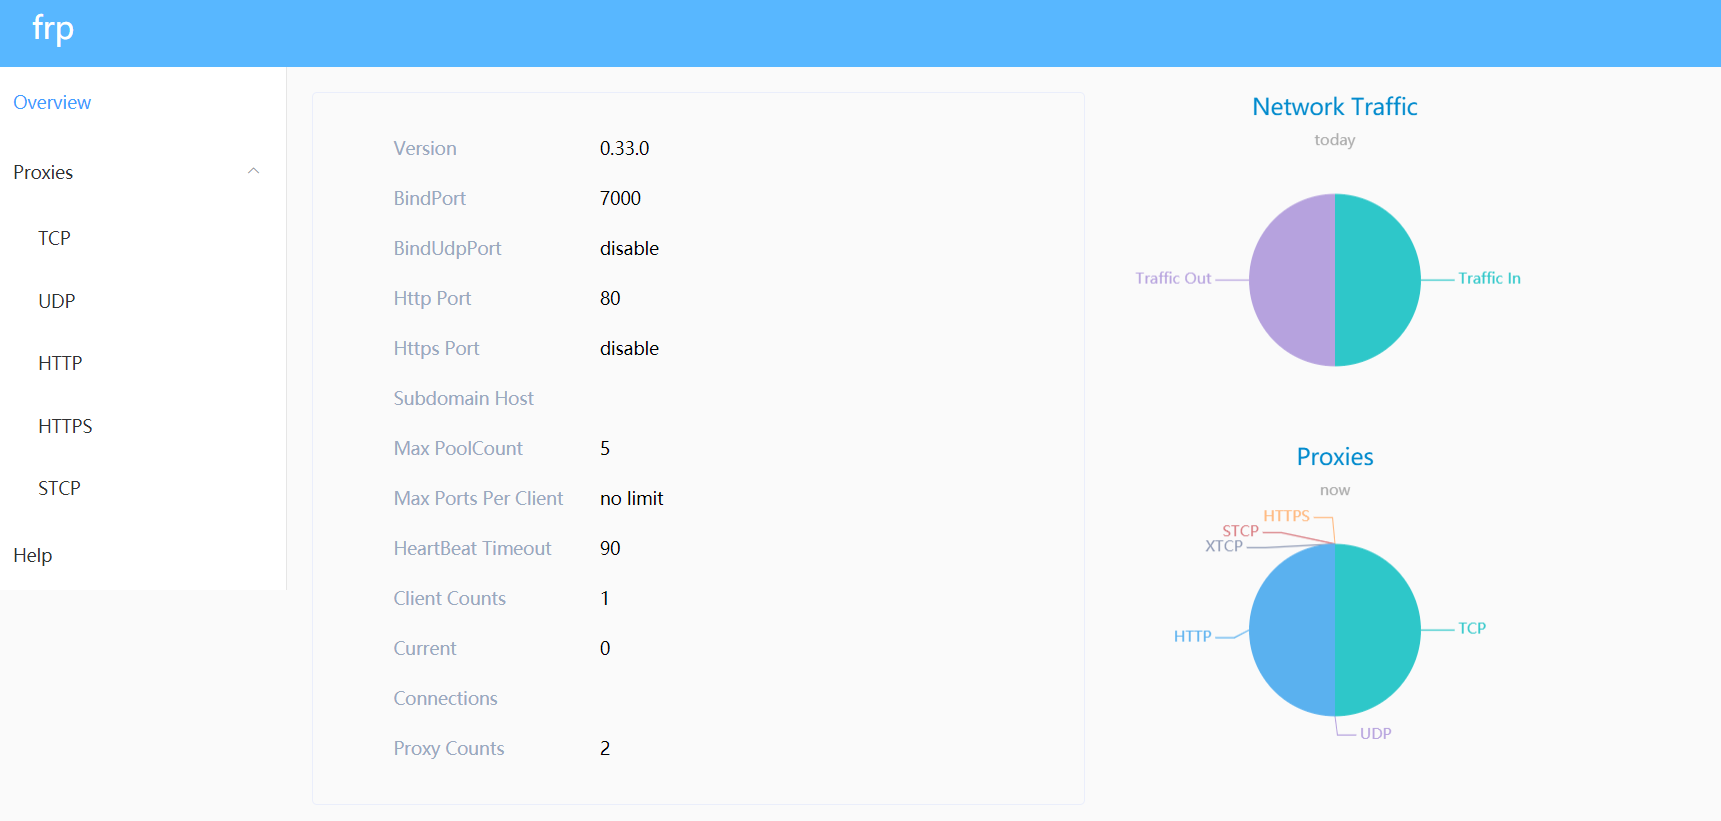 frp
Overview
Proxies
TCP
UDP
HTTP
HTTPS
STCP
Help
Version 0.33.0
BindPort 7000
BindUdpPort disable
Http Port 80
Https Port disable
Subdomain Host
Max PoolCount 5
Max Ports Per Client no limit
HeartBeat Timeout 90
Client Counts 1
Current 0
Connections
Proxy Counts 2
Network Traffic
today
Traffic Out
Traffic In
Proxies
now
HTTPS
STCP
XTCP
HTTP
TCP
UDP